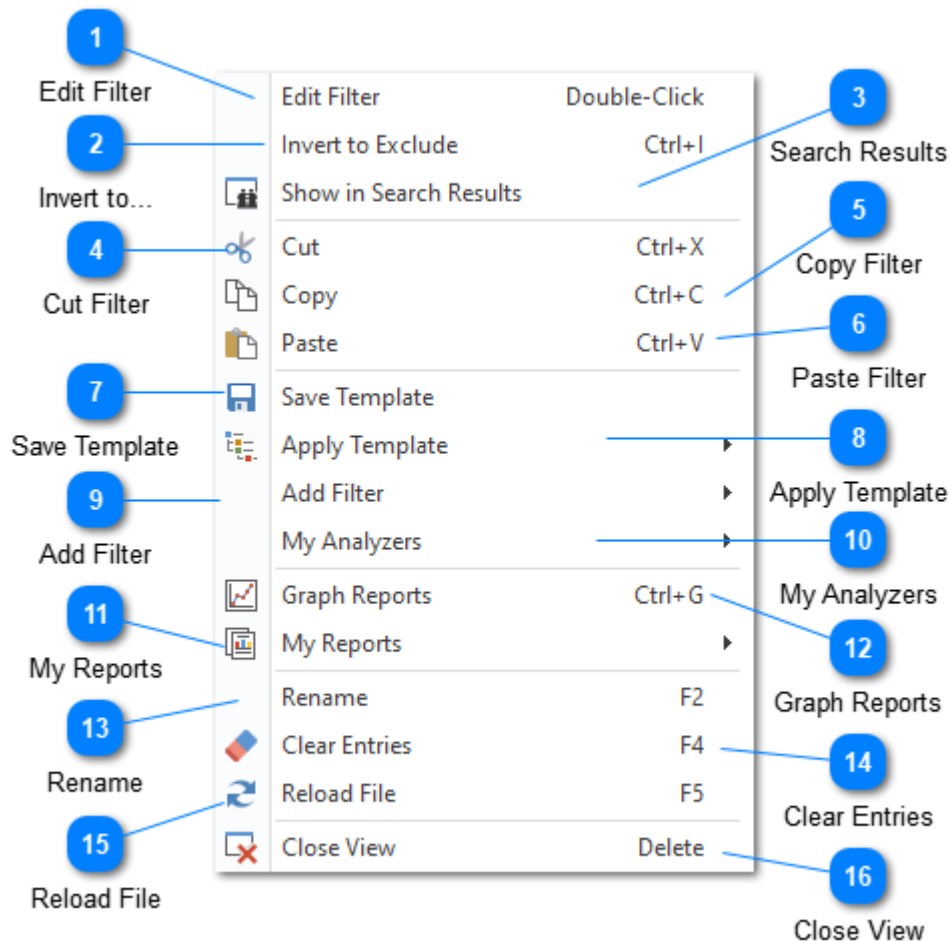 1
Edit Filter
2
Invert to...
4
Cut Filter
7
Save Template
9
Add Filter
11
My Reports
13
Rename
15
Reload File
Edit Filter Double-Click
Invert to Exclude Ctrl+I
Show in Search Results
Cut Ctrl+X
Copy Ctrl+C
Paste Ctrl+V
Save Template
Apply Template
Add Filter
My Analyzers
Graph Reports Ctrl+G
My Reports
Rename F2
Clear Entries F4
Reload File F5
Close View Delete
3
Search Results
5
Copy Filter
6
Paste Filter
8
Apply Template
10
My Analyzers
12
Graph Reports
14
Clear Entries
16
Close View